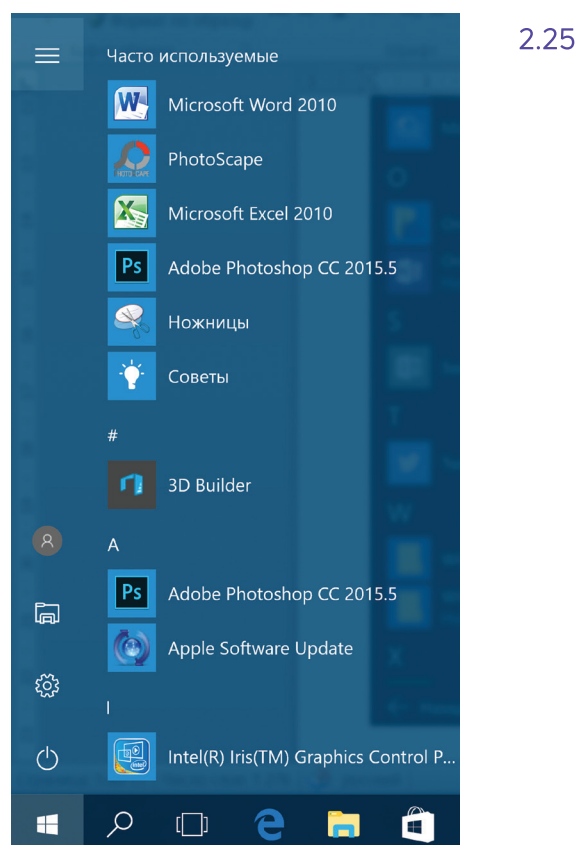 2.25
Часто используемые
Microsoft Word 2010
PhotoScape
Microsoft Excel 2010
Adobe Photoshop CC 2015.5
Ножницы
Советы
#
3D Builder
A
Adobe Photoshop CC 2015.5
Apple Software Update
I
Intel(R) Iris(TM) Graphics Control P...